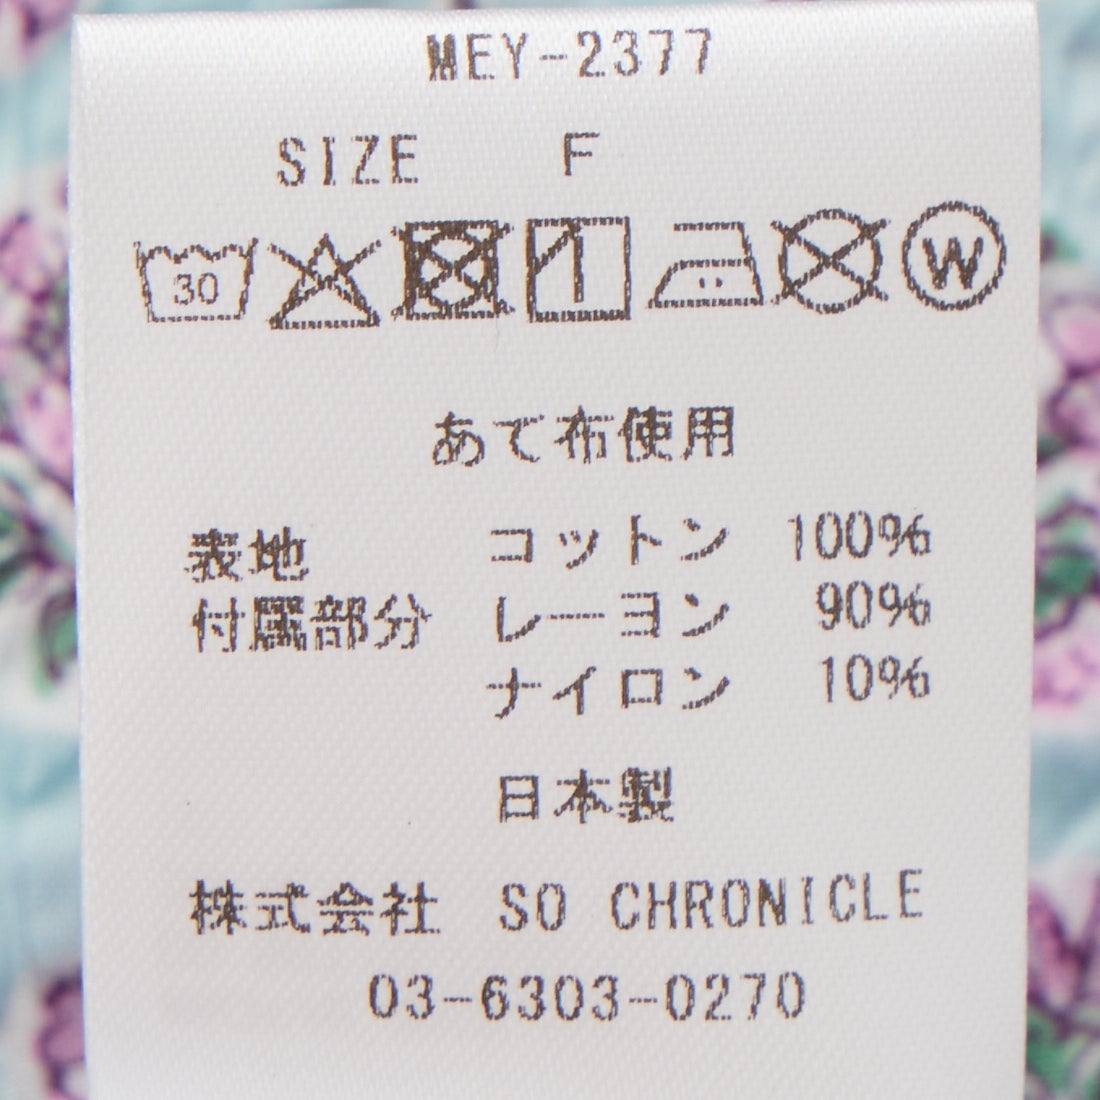 MEY-2377
SIZE F
30 W
あて布使用
表地 コットン 100%
付属部分 レーヨン 90%
ナイロン 10%
日本製
株式会社 SO CHRONICLE
03-6303-0270